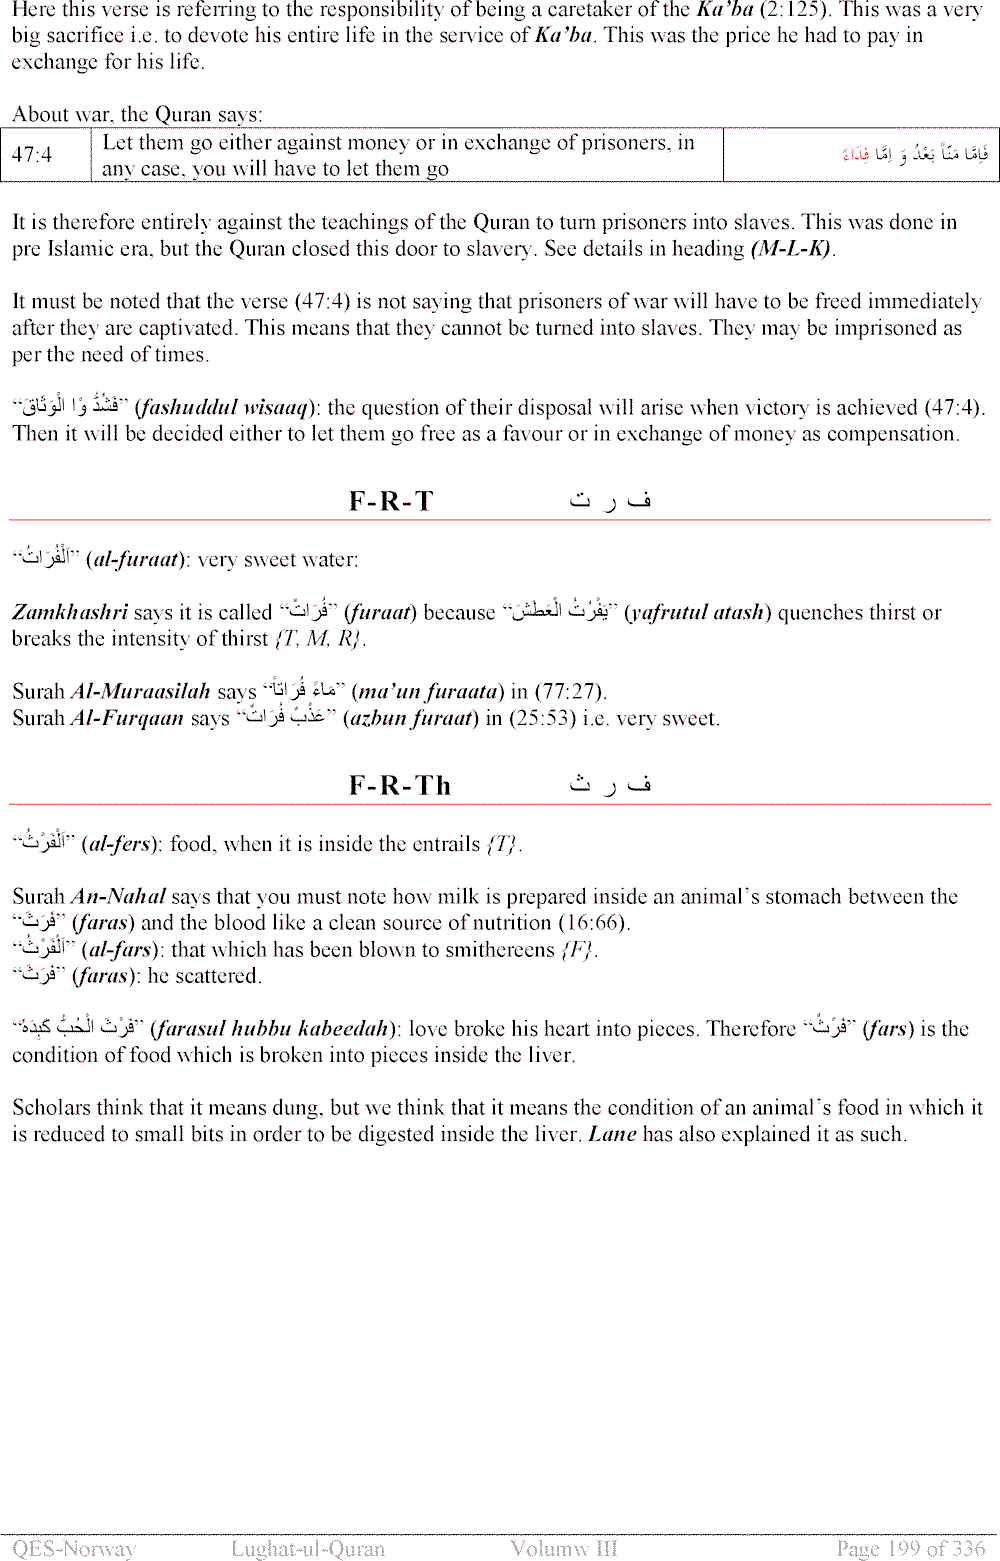 Here this verse is referring to the responsibility of being a caretaker of the Ka’ba (2:125). This was a very
big sacrifice i.e. to devote his entire life in the service of Ka’ba. This was the price he had to pay in
exchange for his life.
About war, the Quran says:
47:4 Let them go either against money or in exchange of prisoners, in
any case, you will have to let them go
فَاِمَّا مَنّاً بَعْدُ وَ اِمَّا فِدَاءً
It is therefore entirely against the teachings of the Quran to turn prisoners into slaves. This was done in
pre Islamic era, but the Quran closed this door to slavery. See details in heading (M-L-K).
It must be noted that the verse (47:4) is not saying that prisoners of war will have to be freed immediately
after they are captivated. This means that they cannot be turned into slaves. They may be imprisoned as
per the need of times.
“فَشُدُّ وْا الْوَثَاقَ” (fashuddul wisaaq): the question of their disposal will arise when victory is achieved (47:4).
Then it will be decided either to let them go free as a favour or in exchange of money as compensation.
F-R-T ف ر ت
“اَلْفُرَاتُ” (al-furaat): very sweet water:
Zamkhashri says it is called “فُرَاتٌ” (furaat) because “يَفْرُتُ الْعَطَشَ” (yafrutul atash) quenches thirst or
breaks the intensity of thirst {T, M, R}.
Surah Al-Muraasilah says “مَاءً فُرَاتاً” (ma’un furaata) in (77:27).
Surah Al-Furqaan says “عَذْبٌ فُرَاتٌ” (azbun furaat) in (25:53) i.e. very sweet.
F-R-Th ف ر ث
“اَلْفَرْثُ” (al-fers): food, when it is inside the entrails {T}.
Surah An-Nahal says that you must note how milk is prepared inside an animal’s stomach between the
“فَرَثَ” (faras) and the blood like a clean source of nutrition (16:66).
“اَلْفَرْثُ” (al-fars): that which has been blown to smithereens {F}.
“فَرَثَ” (faras): he scattered.
“فَرْثَ الْحُبُّ كَبِدَهُ” (farasul hubbu kabeedah): love broke his heart into pieces. Therefore “فَرْثٌ” (fars) is the
condition of food which is broken into pieces inside the liver.
Scholars think that it means dung, but we think that it means the condition of an animal’s food in which it
is reduced to small bits in order to be digested inside the liver. Lane has also explained it as such.
QES-Norway Lughat-ul-Quran Volumw III Page 199 of 336